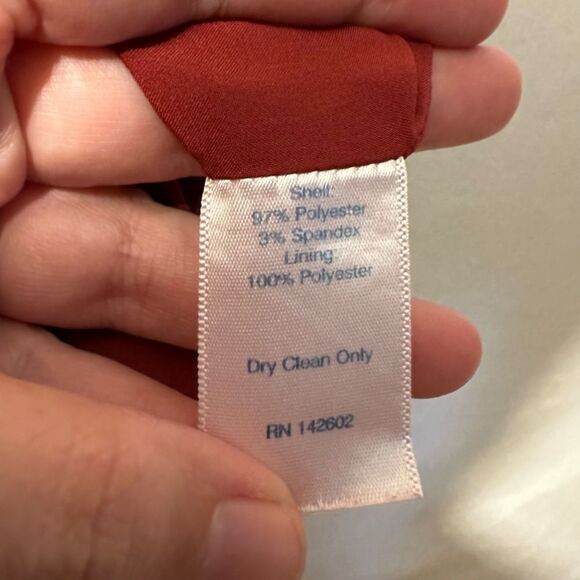 Shell:
97% Polyester
3% Spandex
Lining:
100% Polyester
Dry Clean Only
RN 142602